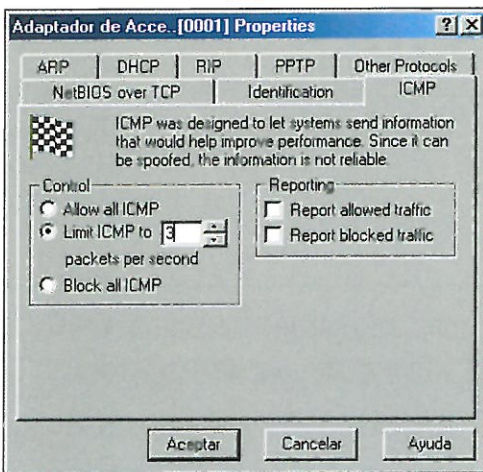 Adaptador de Acce..[0001] Properties
ARP
DHCP
RIP
PPTP
Other Protocols
NetBIOS over TCP
Identification
ICMP
ICMP was designed to let systems send information
that would help improve performance. Since it can
be spoofed, the information is not reliable.
Control
Allow all ICMP
Limit ICMP to 3
packets per second
Block all ICMP
Reporting
Report allowed traffic
Report blocked traffic
Aceptar
Cancelar
Ayuda